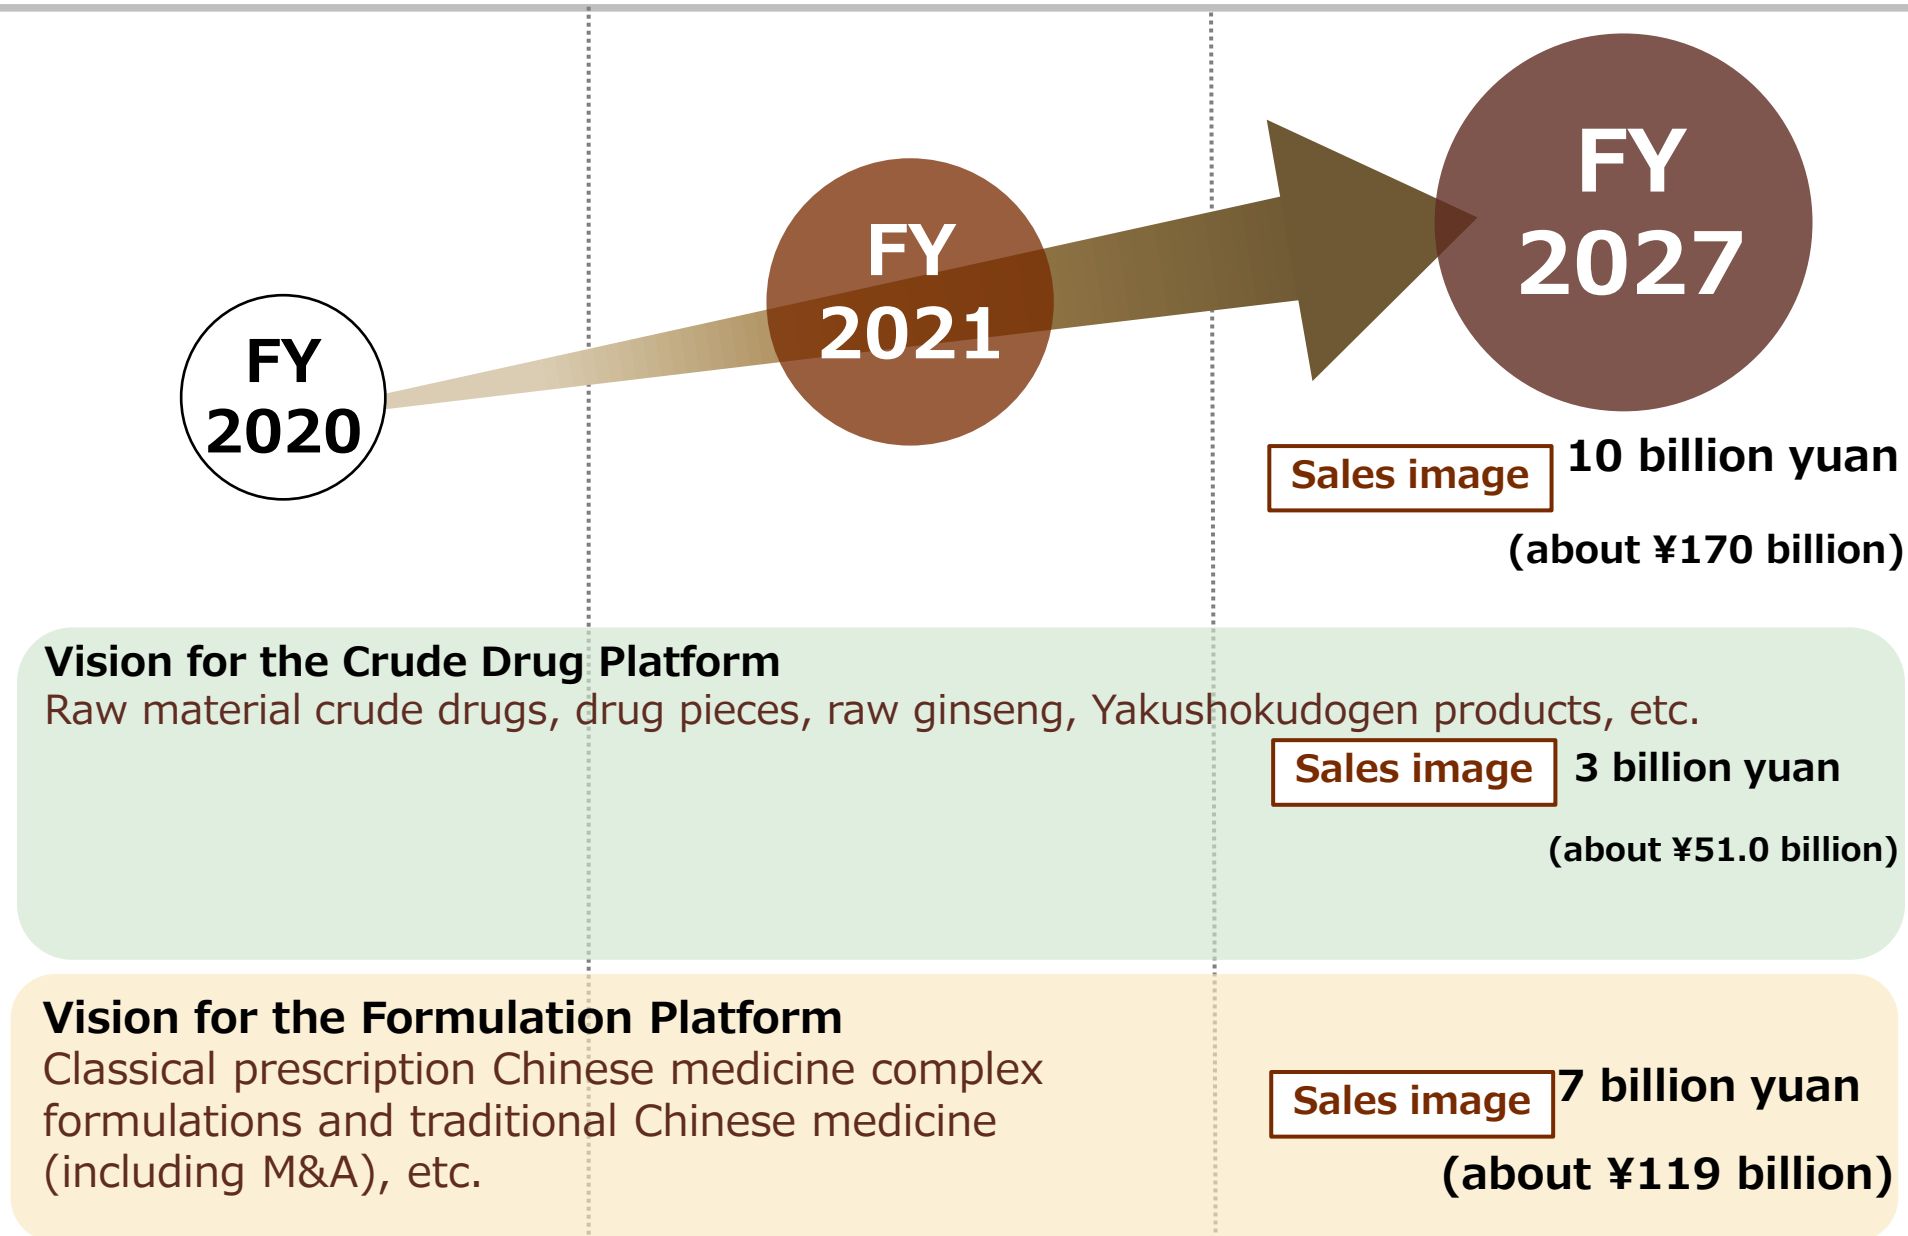 FY
2020
FY
2021
FY
2027
Sales image
10 billion yuan
(about ¥170 billion)
Vision for the Crude Drug Platform
Raw material crude drugs, drug pieces, raw ginseng, Yakushokudogen products, etc.
Sales image
3 billion yuan
(about ¥51.0 billion)
Vision for the Formulation Platform
Classical prescription Chinese medicine complex
formulations and traditional Chinese medicine
(including M&A), etc.
Sales image
7 billion yuan
(about ¥119 billion)